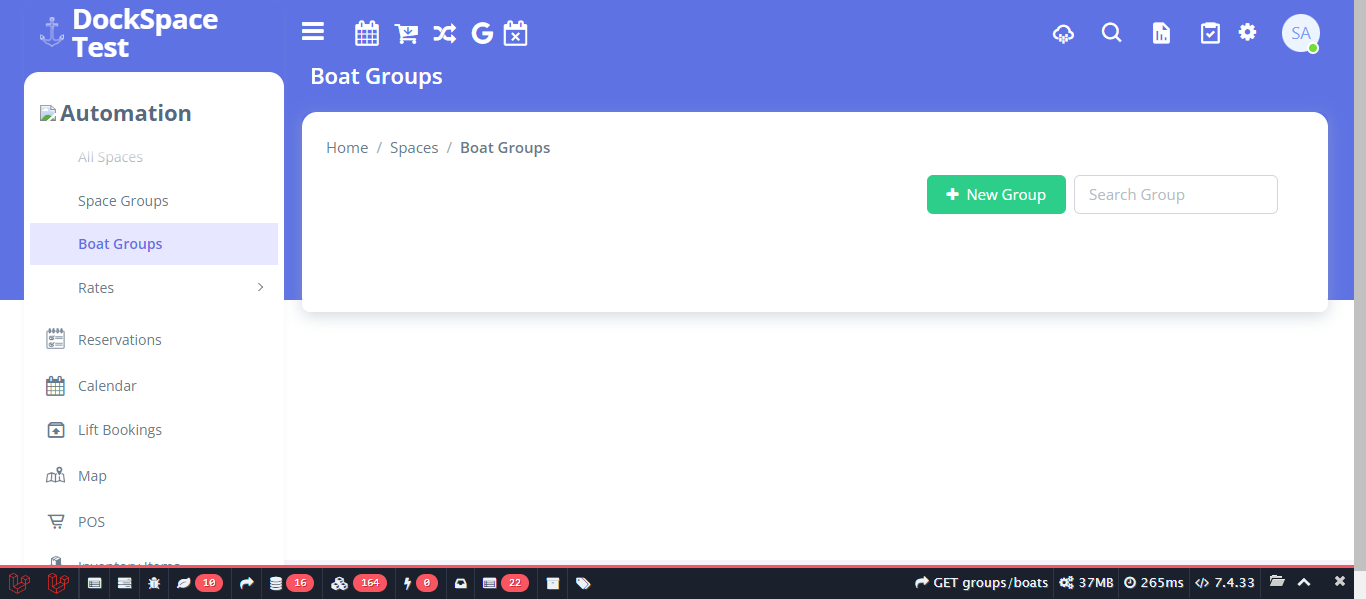 DockSpace
Test
Boat Groups
SA
Automation
All Spaces
Space Groups
Boat Groups
Rates
Reservations
Calendar
Lift Bookings
Map
POS
Inventory Items
Home / Spaces / Boat Groups
New Group
Search Group
10
16
164
0
22
GET groups/boats
37MB
265ms
7.4.33